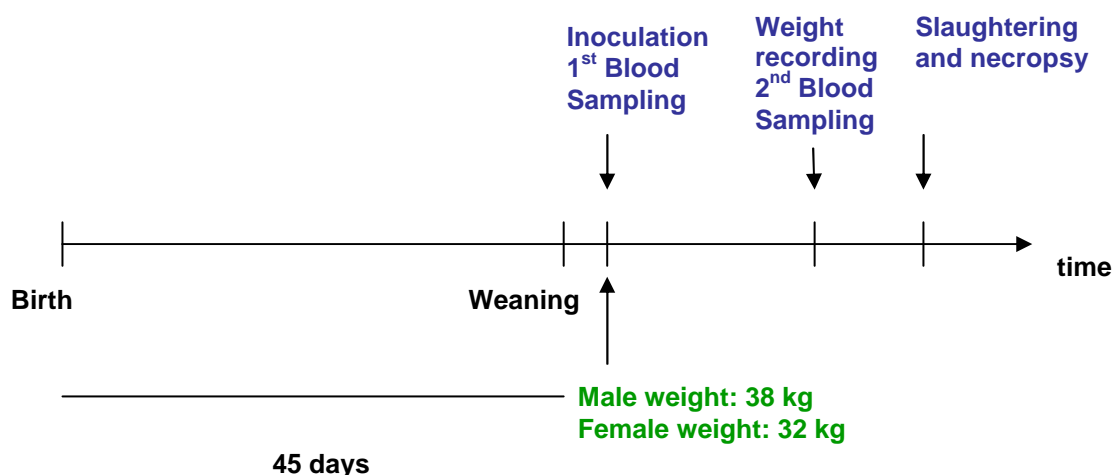 Inoculation
1st Blood
Sampling
Weight
recording
2nd Blood
Sampling
Slaughtering
and necropsy
time
Birth
Weaning
Male weight: 38 kg
Female weight: 32 kg
45 days